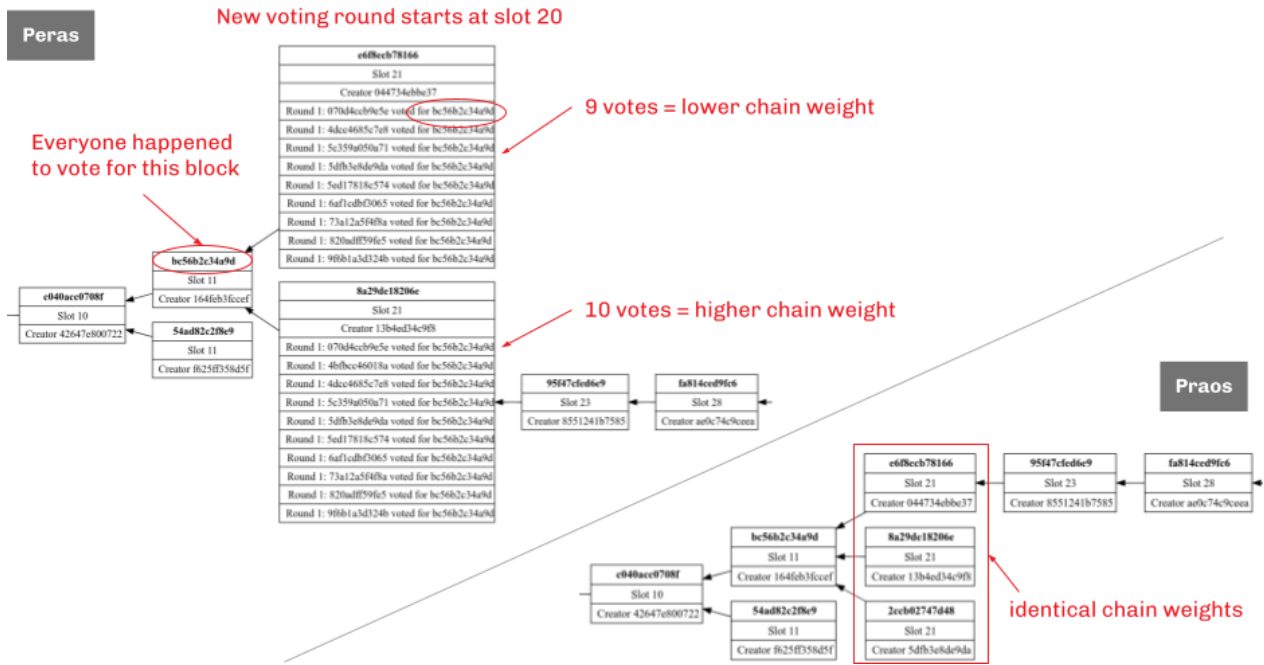 Peras
New voting round starts at slot 20
e6f8ecb78166
Slot 21
Creator 044734ebbe37
Round 1: 070d4ccb9e5e voted for bc56b2c34a9d
Round 1: 4dcc4685c7e8 voted for bc56b2c34a9d
Round 1: 5c359a050a71 voted for bc56b2c34a9d
Round 1: 5dfb3e8de9da voted for bc56b2c34a9d
Round 1: 5ed17818c574 voted for bc56b2c34a9d
Round 1: 6af1cdbf3065 voted for bc56b2c34a9d
Round 1: 73a12a5f4f8a voted for bc56b2c34a9d
Round 1: 820adff59fe5 voted for bc56b2c34a9d
Round 1: 9f6b1a3d324b voted for bc56b2c34a9d
9 votes = lower chain weight
Everyone happened
to vote for this block
bc56b2c34a9d
Slot 11
Creator 164feb3fccef
c040acc0708f
Slot 10
Creator 42647e800722
54ad82c2f8e9
Slot 11
Creator f625ff358d5f
8a29de18206e
Slot 21
Creator 13b4ed34c9f8
Round 1: 070d4ccb9e5e voted for bc56b2c34a9d
Round 1: 4bfbcc46018a voted for bc56b2c34a9d
Round 1: 4dcc4685c7e8 voted for bc56b2c34a9d
Round 1: 5c359a050a71 voted for bc56b2c34a9d
Round 1: 5dfb3e8de9da voted for bc56b2c34a9d
Round 1: 5ed17818c574 voted for bc56b2c34a9d
Round 1: 6af1cdbf3065 voted for bc56b2c34a9d
Round 1: 73a12a5f4f8a voted for bc56b2c34a9d
Round 1: 820adff59fe5 voted for bc56b2c34a9d
Round 1: 9f6b1a3d324b voted for bc56b2c34a9d
10 votes = higher chain weight
95f47cfed6e9
Slot 23
Creator 8551241b7585
fa814ced9fc6
Slot 28
Creator ae0c74c9ceea
Praos
e6f8ecb78166
Slot 21
Creator 044734ebbe37
95f47cfed6e9
Slot 23
Creator 8551241b7585
fa814ced9fc6
Slot 28
Creator ae0c74c9ceea
bc56b2c34a9d
Slot 11
Creator 164feb3fccef
8a29de18206e
Slot 21
Creator 13b4ed34c9f8
c040acc0708f
Slot 10
Creator 42647e800722
54ad82c2f8e9
Slot 11
Creator f625ff358d5f
2ccb02747d48
Slot 21
Creator 5dfb3e8de9da
identical chain weights